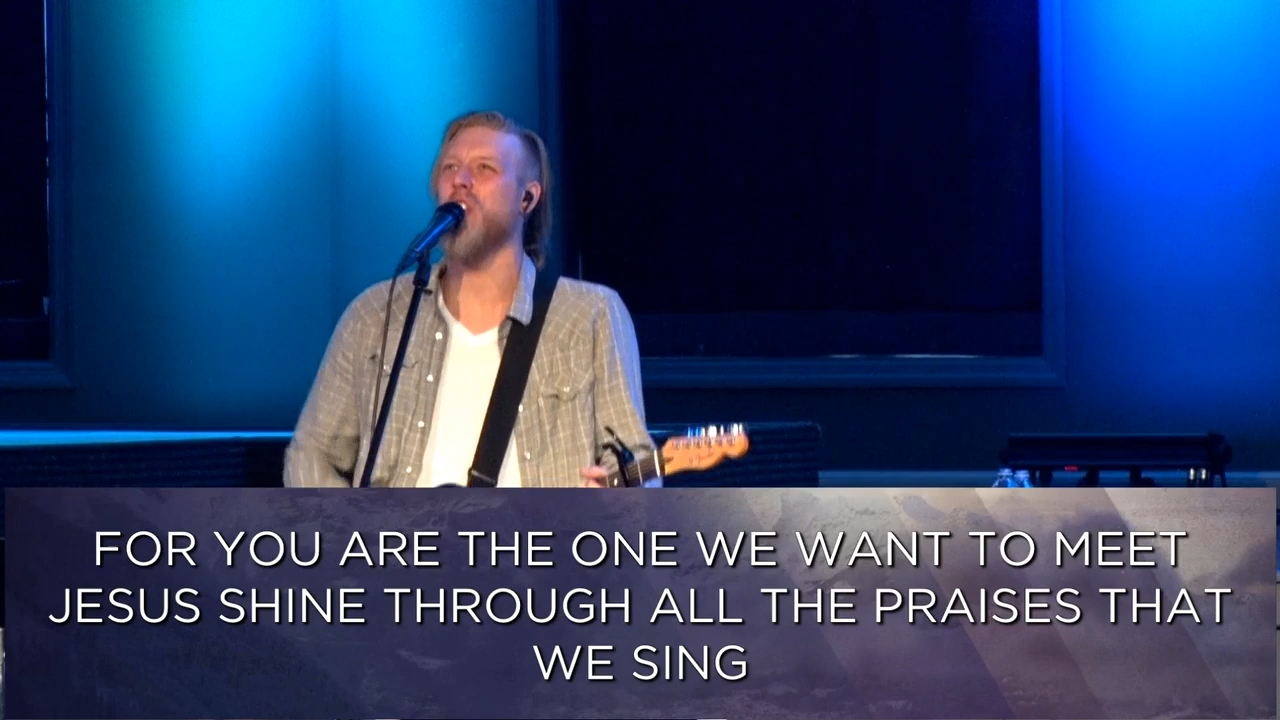 FOR YOU ARE THE ONE WE WANT TO MEET
JESUS SHINE THROUGH ALL THE PRAISES THAT
WE SING